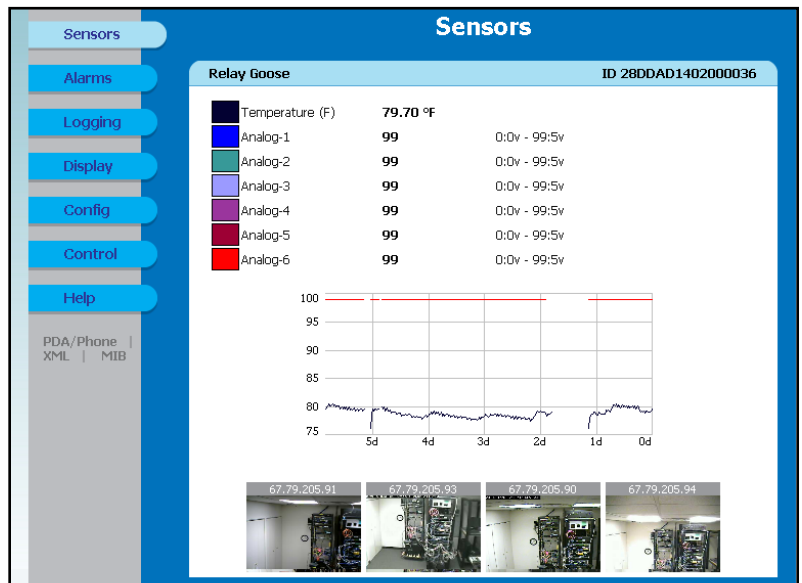 Sensors
Alarms
Logging
Display
Config
Control
Help
PDA/Phone |
XML | MIB
Sensors
Relay Goose ID 28DDAD1402000036
Temperature (F) 79.70 °F
Analog-1 99 0:0v - 99:5v
Analog-2 99 0:0v - 99:5v
Analog-3 99 0:0v - 99:5v
Analog-4 99 0:0v - 99:5v
Analog-5 99 0:0v - 99:5v
Analog-6 99 0:0v - 99:5v
100
95
90
85
80
75
5d 4d 3d 2d 1d 0d
67.79.205.91 67.79.205.93 67.79.205.90 67.79.205.94